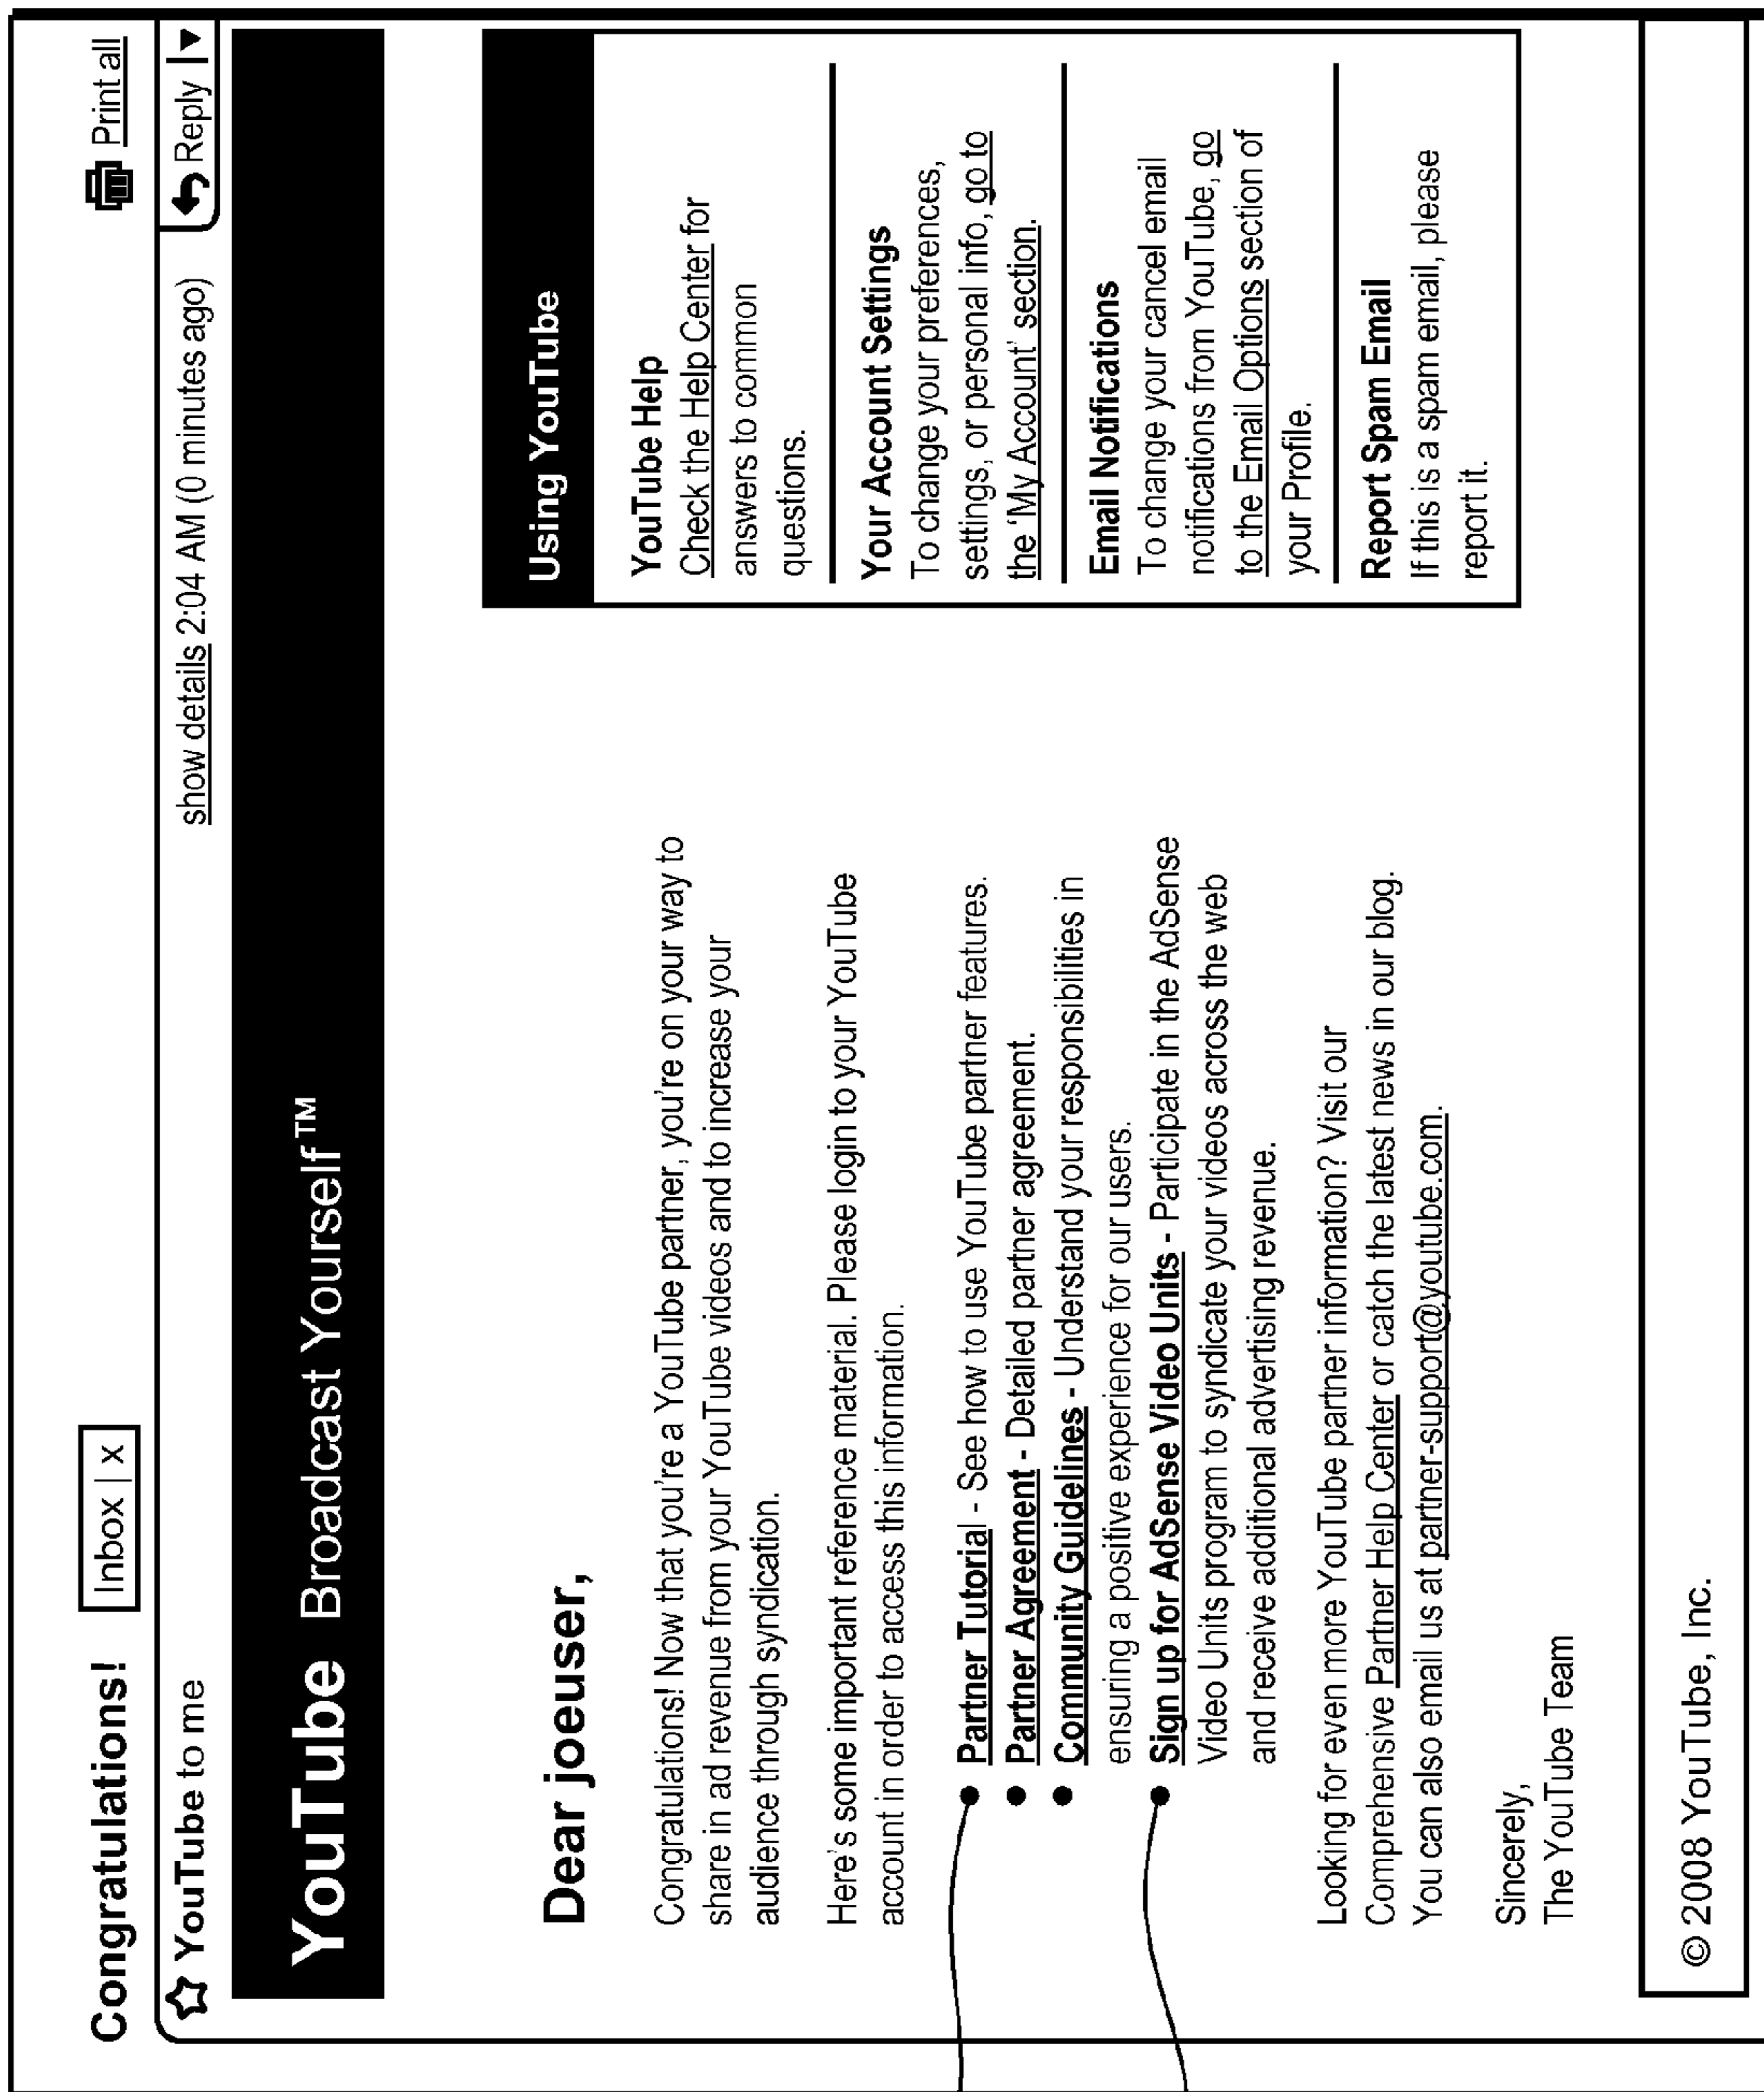 Congratulations! Inbox | x
Print all
YouTube to me
show details 2:04 AM (0 minutes ago)
Reply
YouTube Broadcast Yourself™
Dear joeuser,
Congratulations! Now that you're a YouTube partner, you're on your way to
share in ad revenue from your YouTube videos and to increase your
audience through syndication.
Here's some important reference material. Please login to your YouTube
account in order to access this information.
● Partner Tutorial - See how to use YouTube partner features.
● Partner Agreement - Detailed partner agreement.
● Community Guidelines - Understand your responsibilities in
ensuring a positive experience for our users.
● Sign up for AdSense Video Units - Participate in the AdSense
Video Units program to syndicate your videos across the web
and receive additional advertising revenue.
Looking for even more YouTube partner information? Visit our
Comprehensive Partner Help Center or catch the latest news in our blog.
You can also email us at partner-support@youtube.com.
Sincerely,
The YouTube Team
Using YouTube
YouTube Help
Check the Help Center for
answers to common
questions.
Your Account Settings
To change your preferences,
settings, or personal info, go to
the ‘My Account’ section.
Email Notifications
To change your cancel email
notifications from YouTube, go
to the Email Options section of
your Profile.
Report Spam Email
If this is a spam email, please
report it.
© 2008 YouTube, Inc.